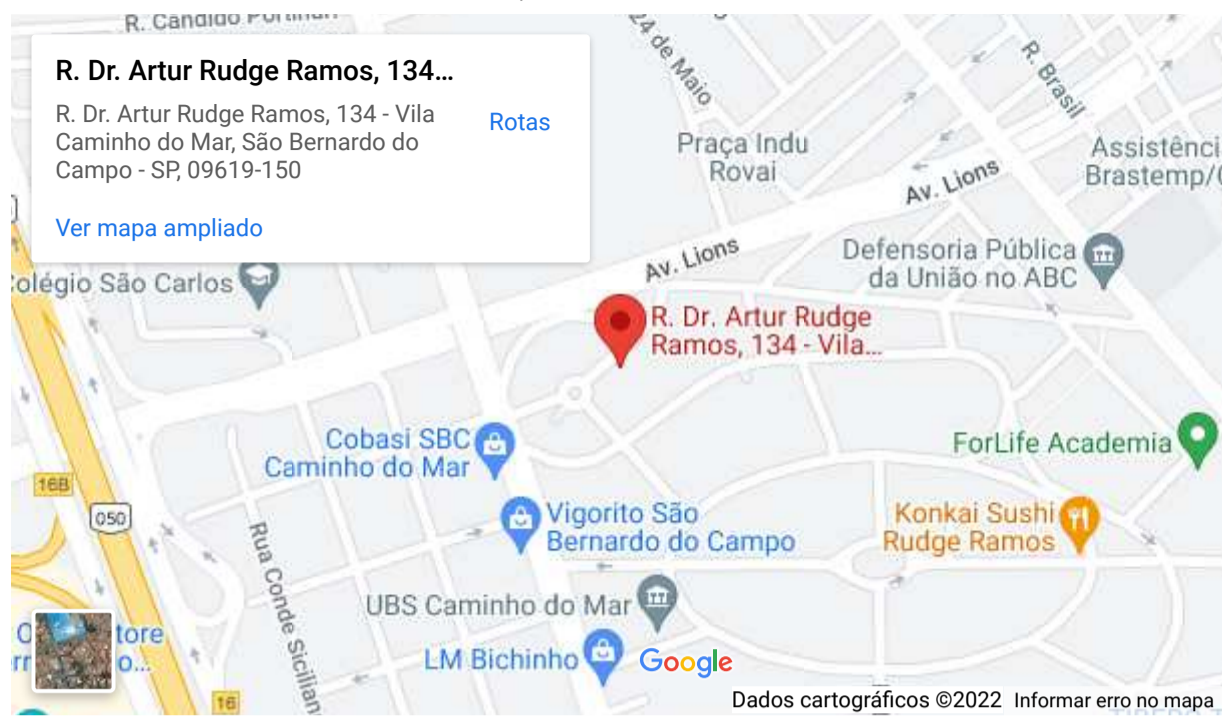 R. Cândido Portinari
R. Dr. Artur Rudge Ramos, 134...
R. Dr. Artur Rudge Ramos, 134 - Vila
Caminho do Mar, São Bernardo do
Campo - SP, 09619-150
Rotas
Ver mapa ampliado
24 de Maio
R. Brasil
Praça Indu
Rovai
Assistênci
Brastemp/
Av. Lions
Av. Lions
Defensoria Pública
da União no ABC
olégio São Carlos
R. Dr. Artur Rudge
Ramos, 134 - Vila...
Cobasi SBC
Caminho do Mar
ForLife Academia
16B
050
Vigorito São
Bernardo do Campo
Konkai Sushi
Rudge Ramos
Rua Conde Sicilian
UBS Caminho do Mar
tore
o...
LM Bichinho
Google
16
Dados cartográficos ©2022 Informar erro no mapa